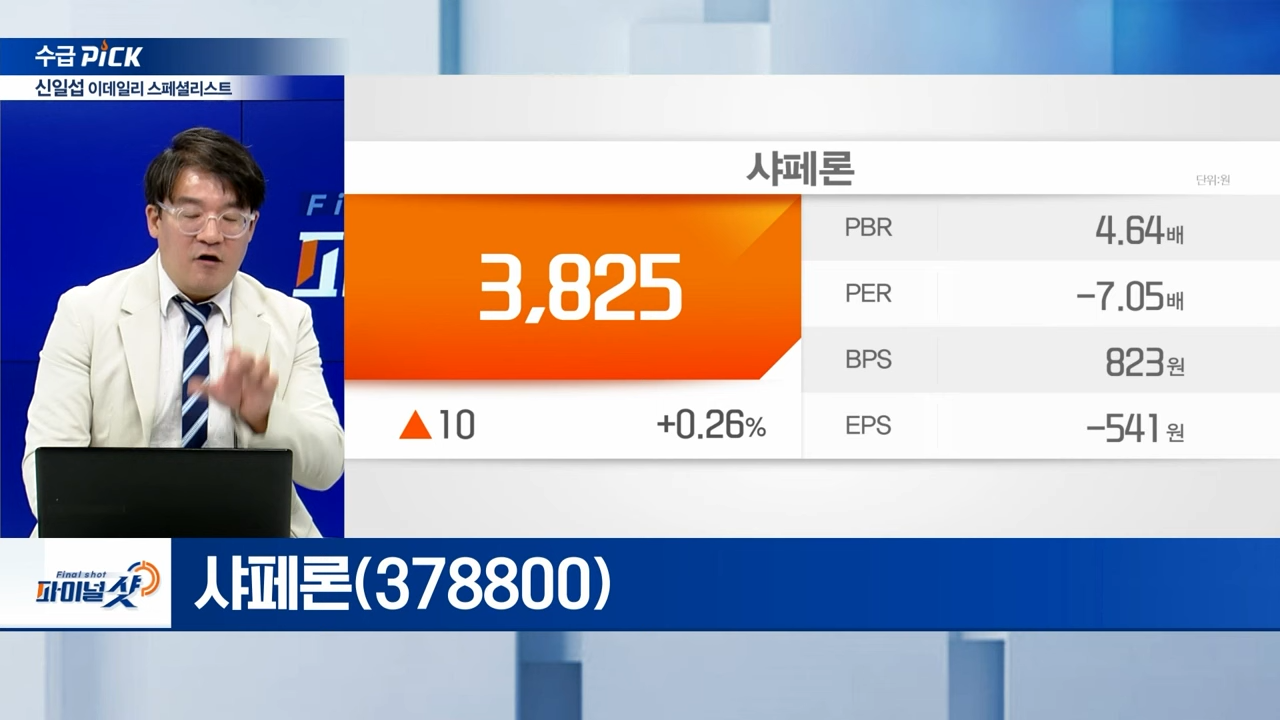 수급 PiCK
신일섭 이데일리 스페셜리스트
Fi
파
샤페론
단위:원
3,825
▲10 +0.26%
PBR 4.64배
PER -7.05배
BPS 823원
EPS -541원
Final shot
파이널샷
샤페론(378800)